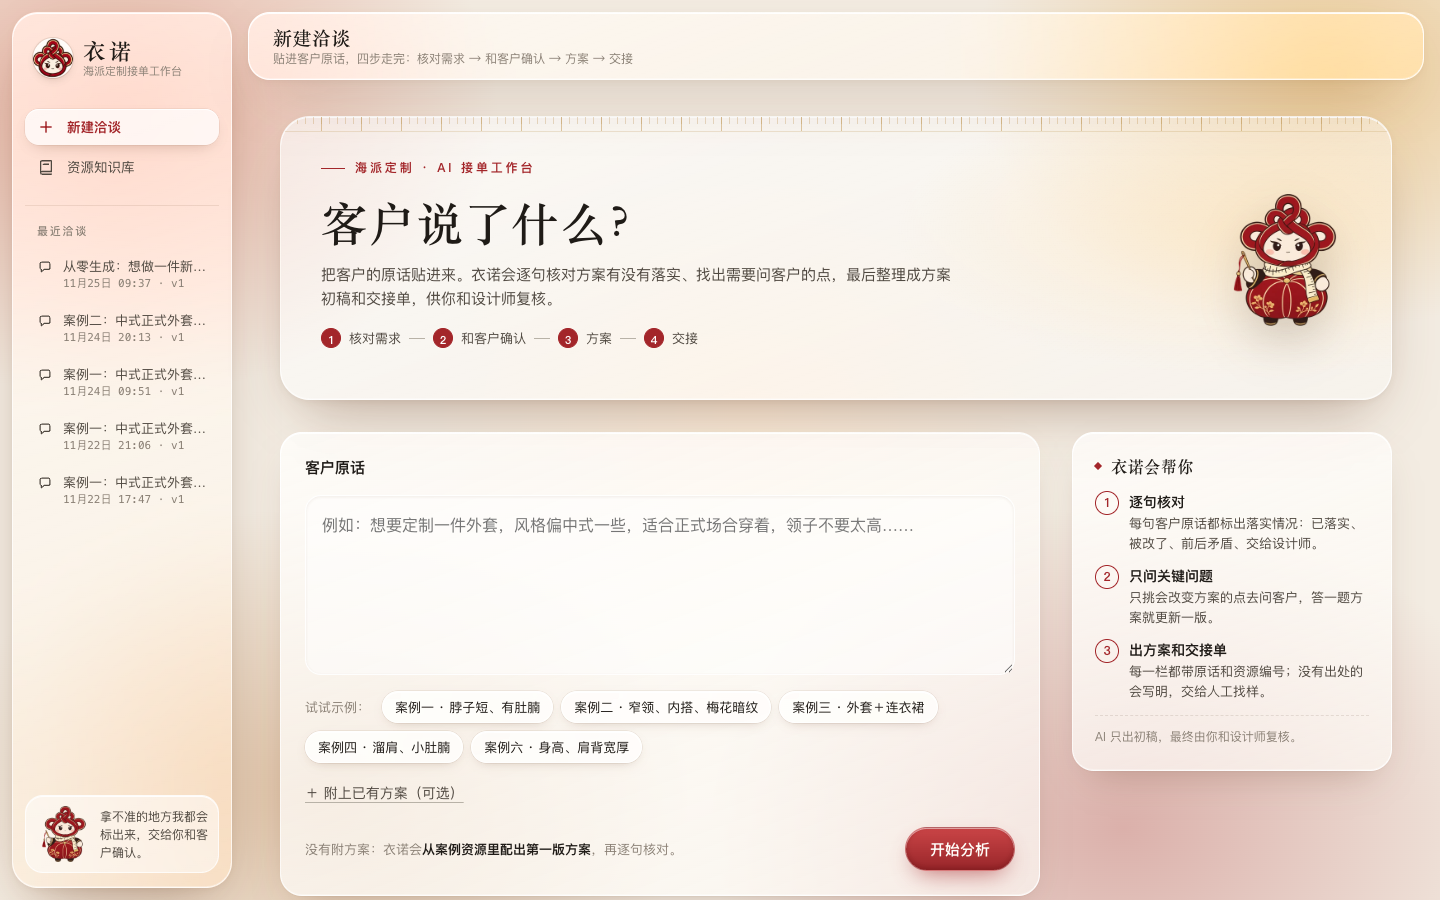 衣诺
海派定制接单工作台
新建洽谈
资源知识库
最近洽谈
从零生成：想做一件新…
11月25日 09:37 · v1
案例二：中式正式外套…
11月24日 20:13 · v1
案例一：中式正式外套…
11月24日 09:51 · v1
案例一：中式正式外套…
11月22日 21:06 · v1
案例一：中式正式外套…
11月22日 17:47 · v1
拿不准的地方我都会
标出来，交给你和客
户确认。
新建洽谈
贴进客户原话，四步走完：核对需求 → 和客户确认 → 方案 → 交接
海派定制 · AI 接单工作台
客户说了什么?
把客户的原话贴进来。衣诺会逐句核对方案有没有落实、找出需要问客户的点，最后整理成方案
初稿和交接单，供你和设计师复核。
1 核对需求 — 2 和客户确认 — 3 方案 — 4 交接
客户原话
例如：想要定制一件外套，风格偏中式一些，适合正式场合穿着，领子不要太高……
试试示例： 案例一 · 脖子短、有肚腩 案例二 · 窄领、内搭、梅花暗纹 案例三 · 外套＋连衣裙
案例四 · 溜肩、小肚腩 案例六 · 身高、肩背宽厚
＋ 附上已有方案（可选）
没有附方案：衣诺会从案例资源里配出第一版方案，再逐句核对。
开始分析
衣诺会帮你
1 逐句核对
每句客户原话都标出落实情况：已落实、
被改了、前后矛盾、交给设计师。
2 只问关键问题
只挑会改变方案的点去问客户，答一题方
案就更新一版。
3 出方案和交接单
每一栏都带原话和资源编号；没有出处的
会写明，交给人工找样。
AI 只出初稿，最终由你和设计师复核。